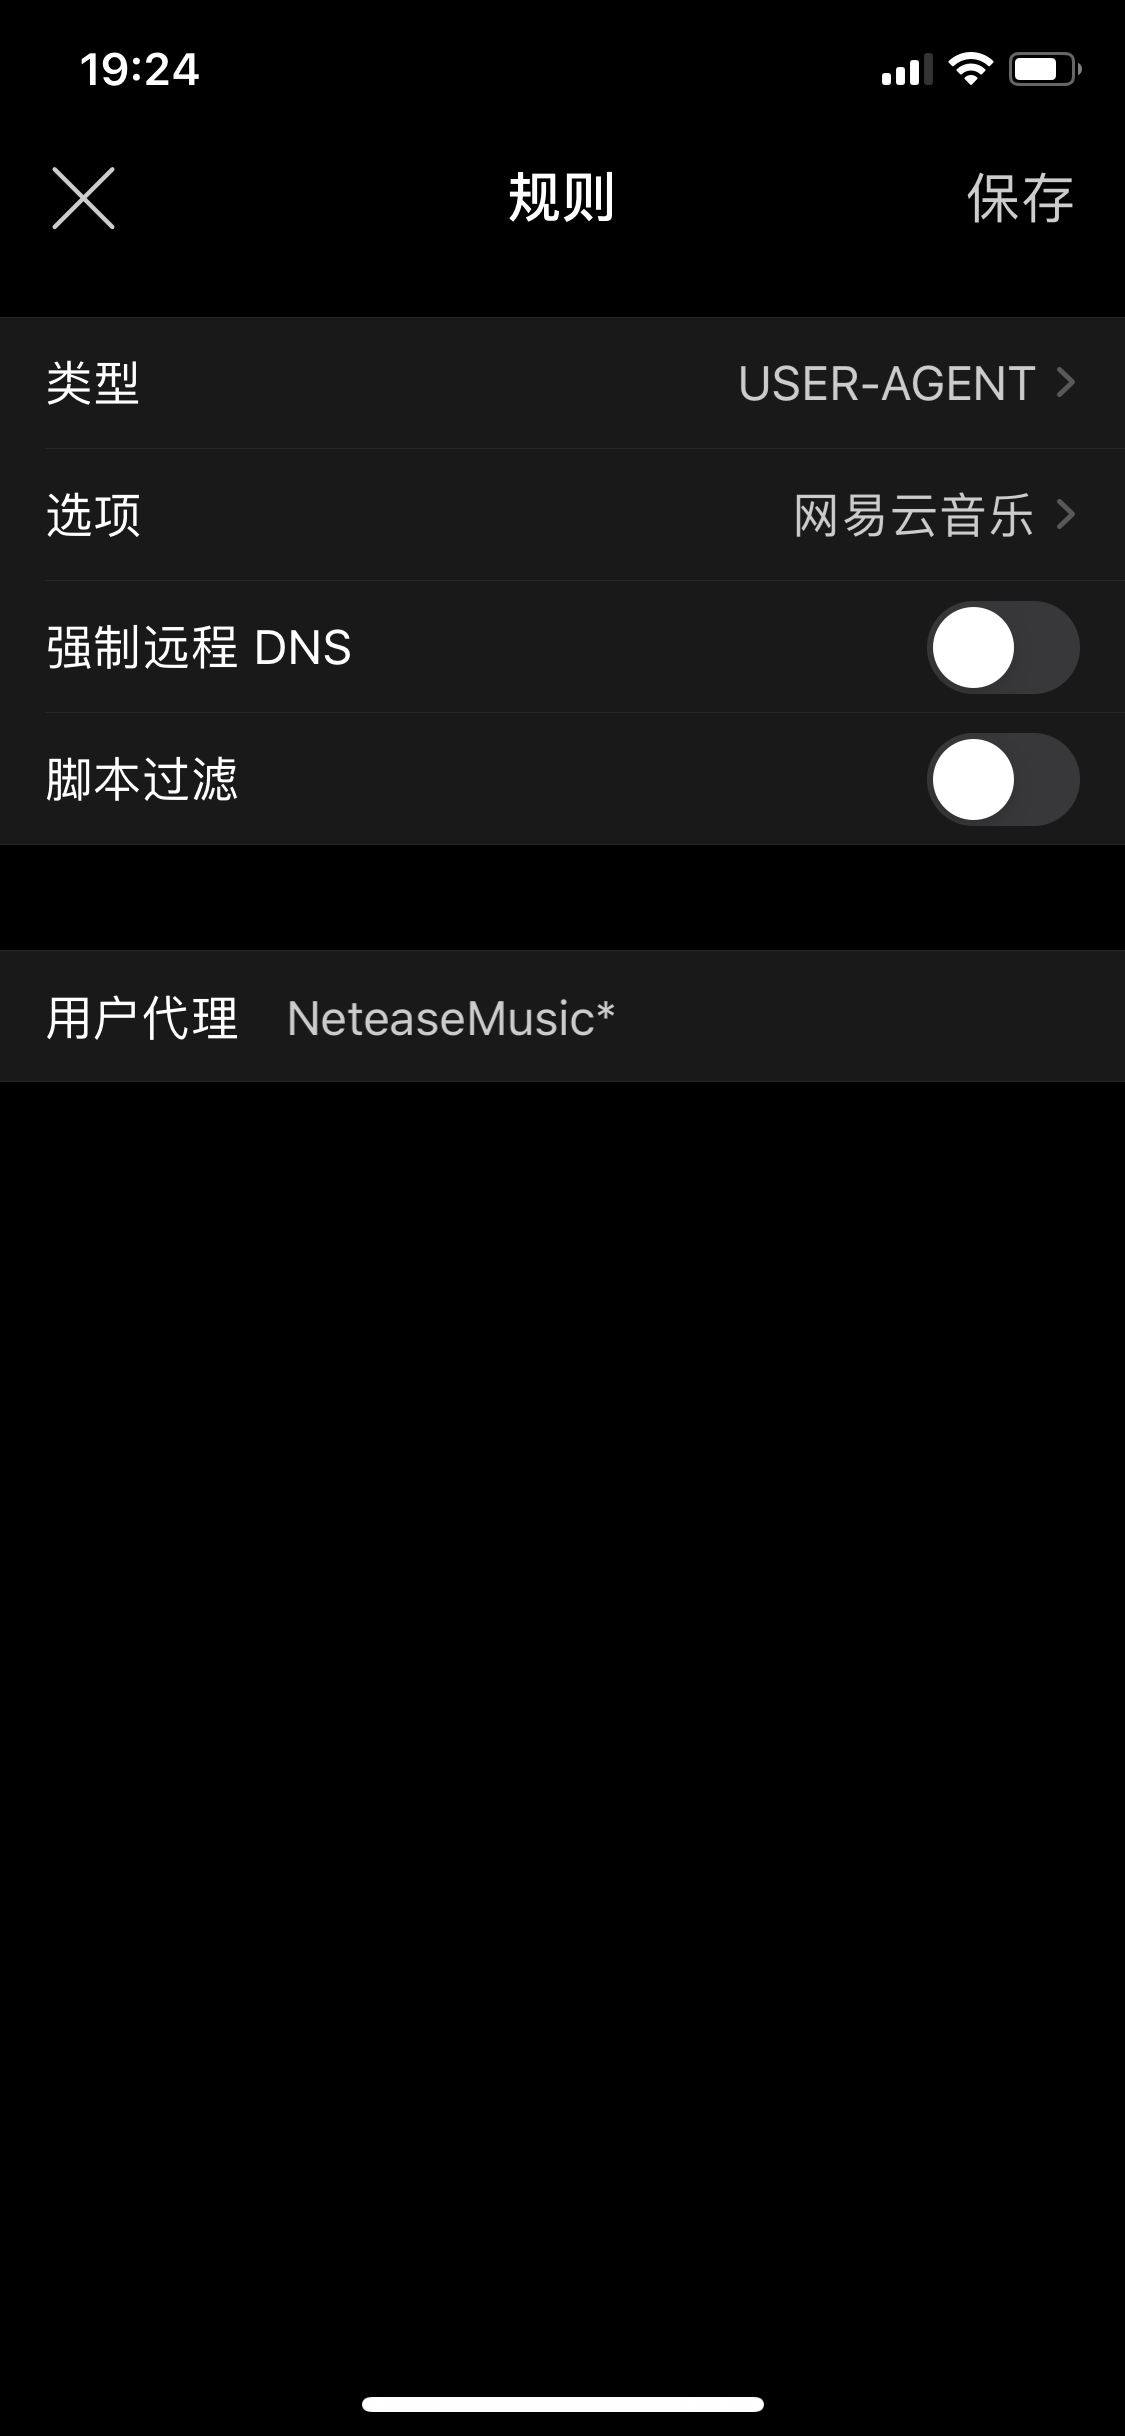 19:24
规则
保存
类型
USER-AGENT
选项
网易云音乐
强制远程 DNS
脚本过滤
用户代理
NeteaseMusic*